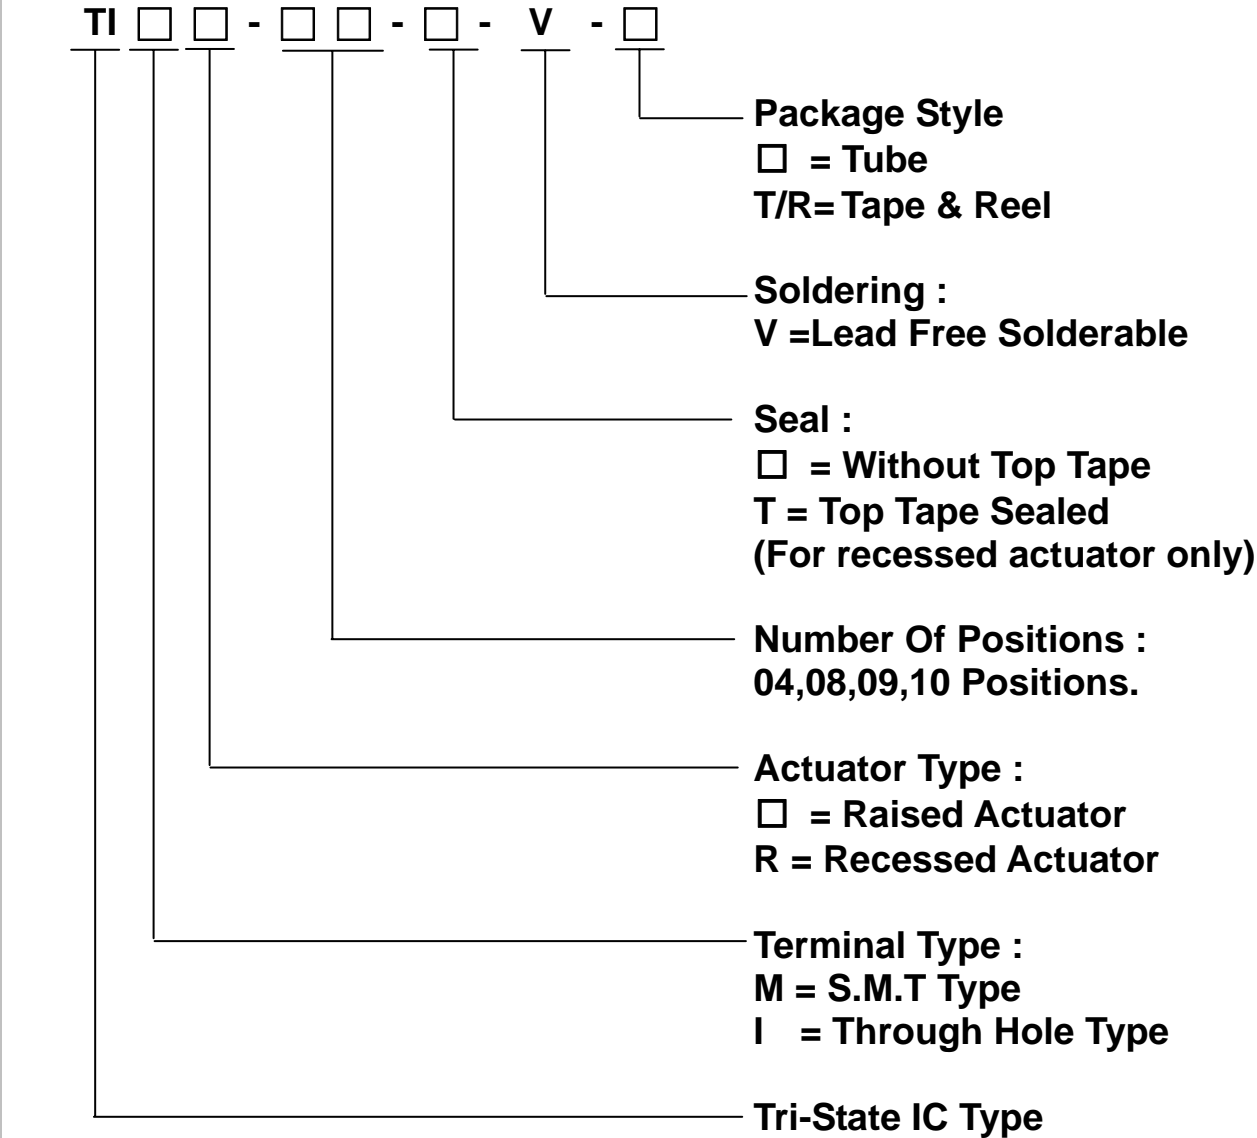 TI □ □ - □ □ - □ - V - □
Package Style
□ = Tube
T/R= Tape & Reel
Soldering :
V =Lead Free Solderable
Seal :
□ = Without Top Tape
T = Top Tape Sealed
(For recessed actuator only)
Number Of Positions :
04,08,09,10 Positions.
Actuator Type :
□ = Raised Actuator
R = Recessed Actuator
Terminal Type :
M = S.M.T Type
I = Through Hole Type
Tri-State IC Type